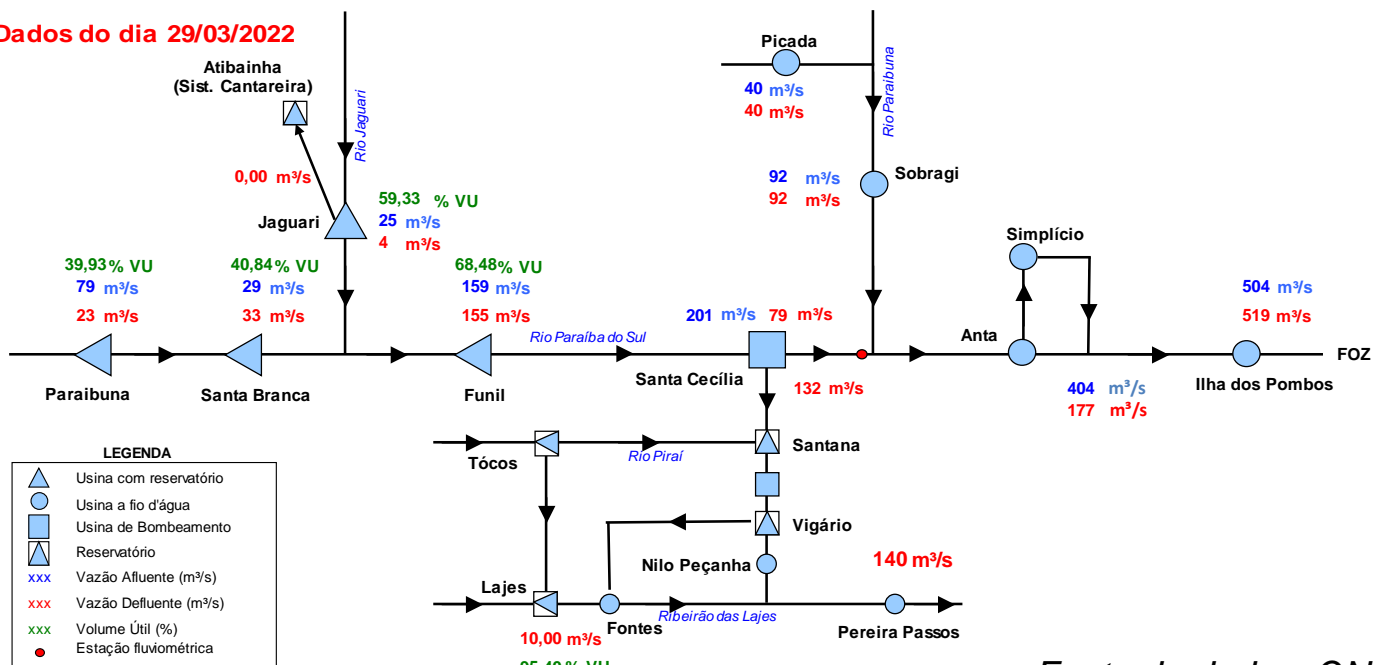 Dados do dia 29/03/2022
Atibainha
(Sist. Cantareira)
Rio Jaguari
0,00 m³/s
Jaguari
59,33 % VU
25 m³/s
4 m³/s
Picada
40 m³/s
40 m³/s
Rio Paraibuna
92 m³/s
92 m³/s
Sobragi
39,93% VU
79 m³/s
23 m³/s
Paraibuna
40,84% VU
29 m³/s
33 m³/s
Santa Branca
68,48% VU
159 m³/s
155 m³/s
Funil
Rio Paraíba do Sul
201 m³/s 79 m³/s
Santa Cecília
132 m³/s
Simplício
Anta
404 m³/s
177 m³/s
504 m³/s
519 m³/s
Ilha dos Pombos
FOZ
Tócos
Rio Piraí
Santana
Vigário
Nilo Peçanha
140 m³/s
Lajes
10,00 m³/s
Fontes
Ribeirão das Lajes
Pereira Passos
LEGENDA
Usina com reservatório
Usina a fio d'água
Usina de Bombeamento
Reservatório
xxx Vazão Afluente (m³/s)
xxx Vazão Defluente (m³/s)
xxx Volume Útil (%)
Estação fluviométrica